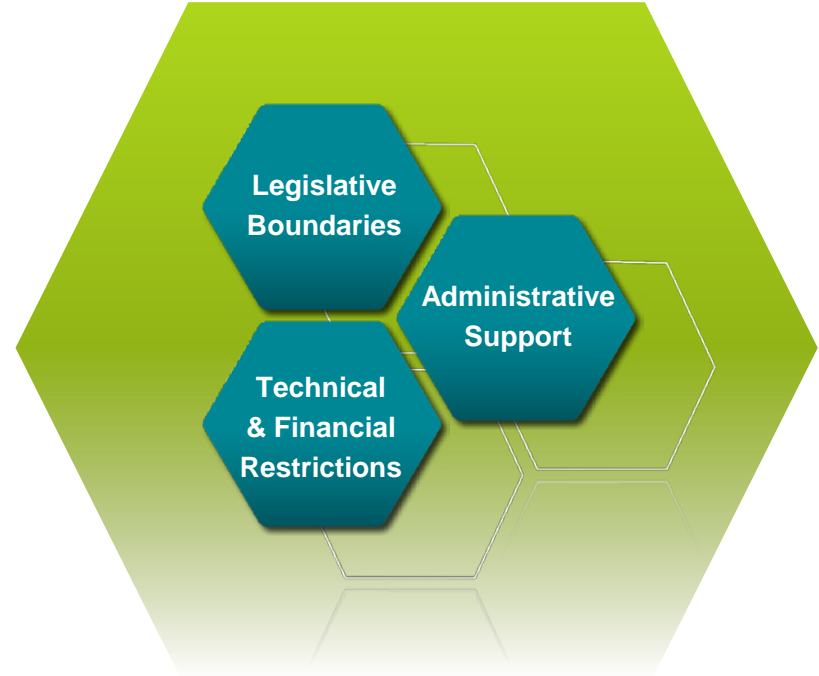 Legislative
Boundaries
Administrative
Support
Technical
& Financial
Restrictions